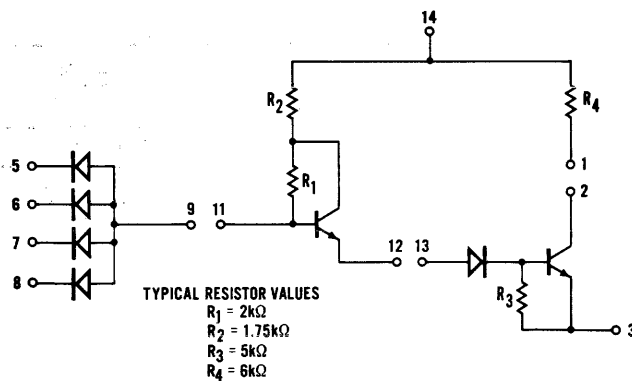 14
R2
R4
5
R1
1
6
2
9 11
7
12 13
8
R3
3
TYPICAL RESISTOR VALUES
R1 = 2kΩ
R2 = 1.75kΩ
R3 = 5kΩ
R4 = 6kΩ